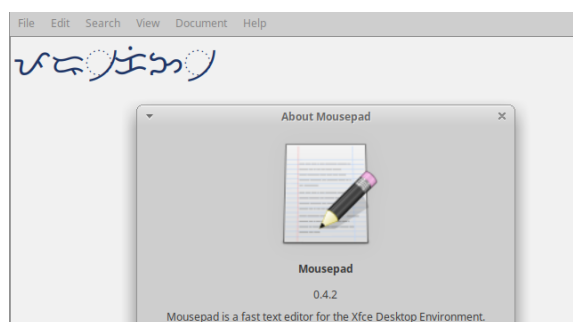 File Edit Search View Document Help
About Mousepad
Mousepad
0.4.2
Mousepad is a fast text editor for the Xfce Desktop Environment.